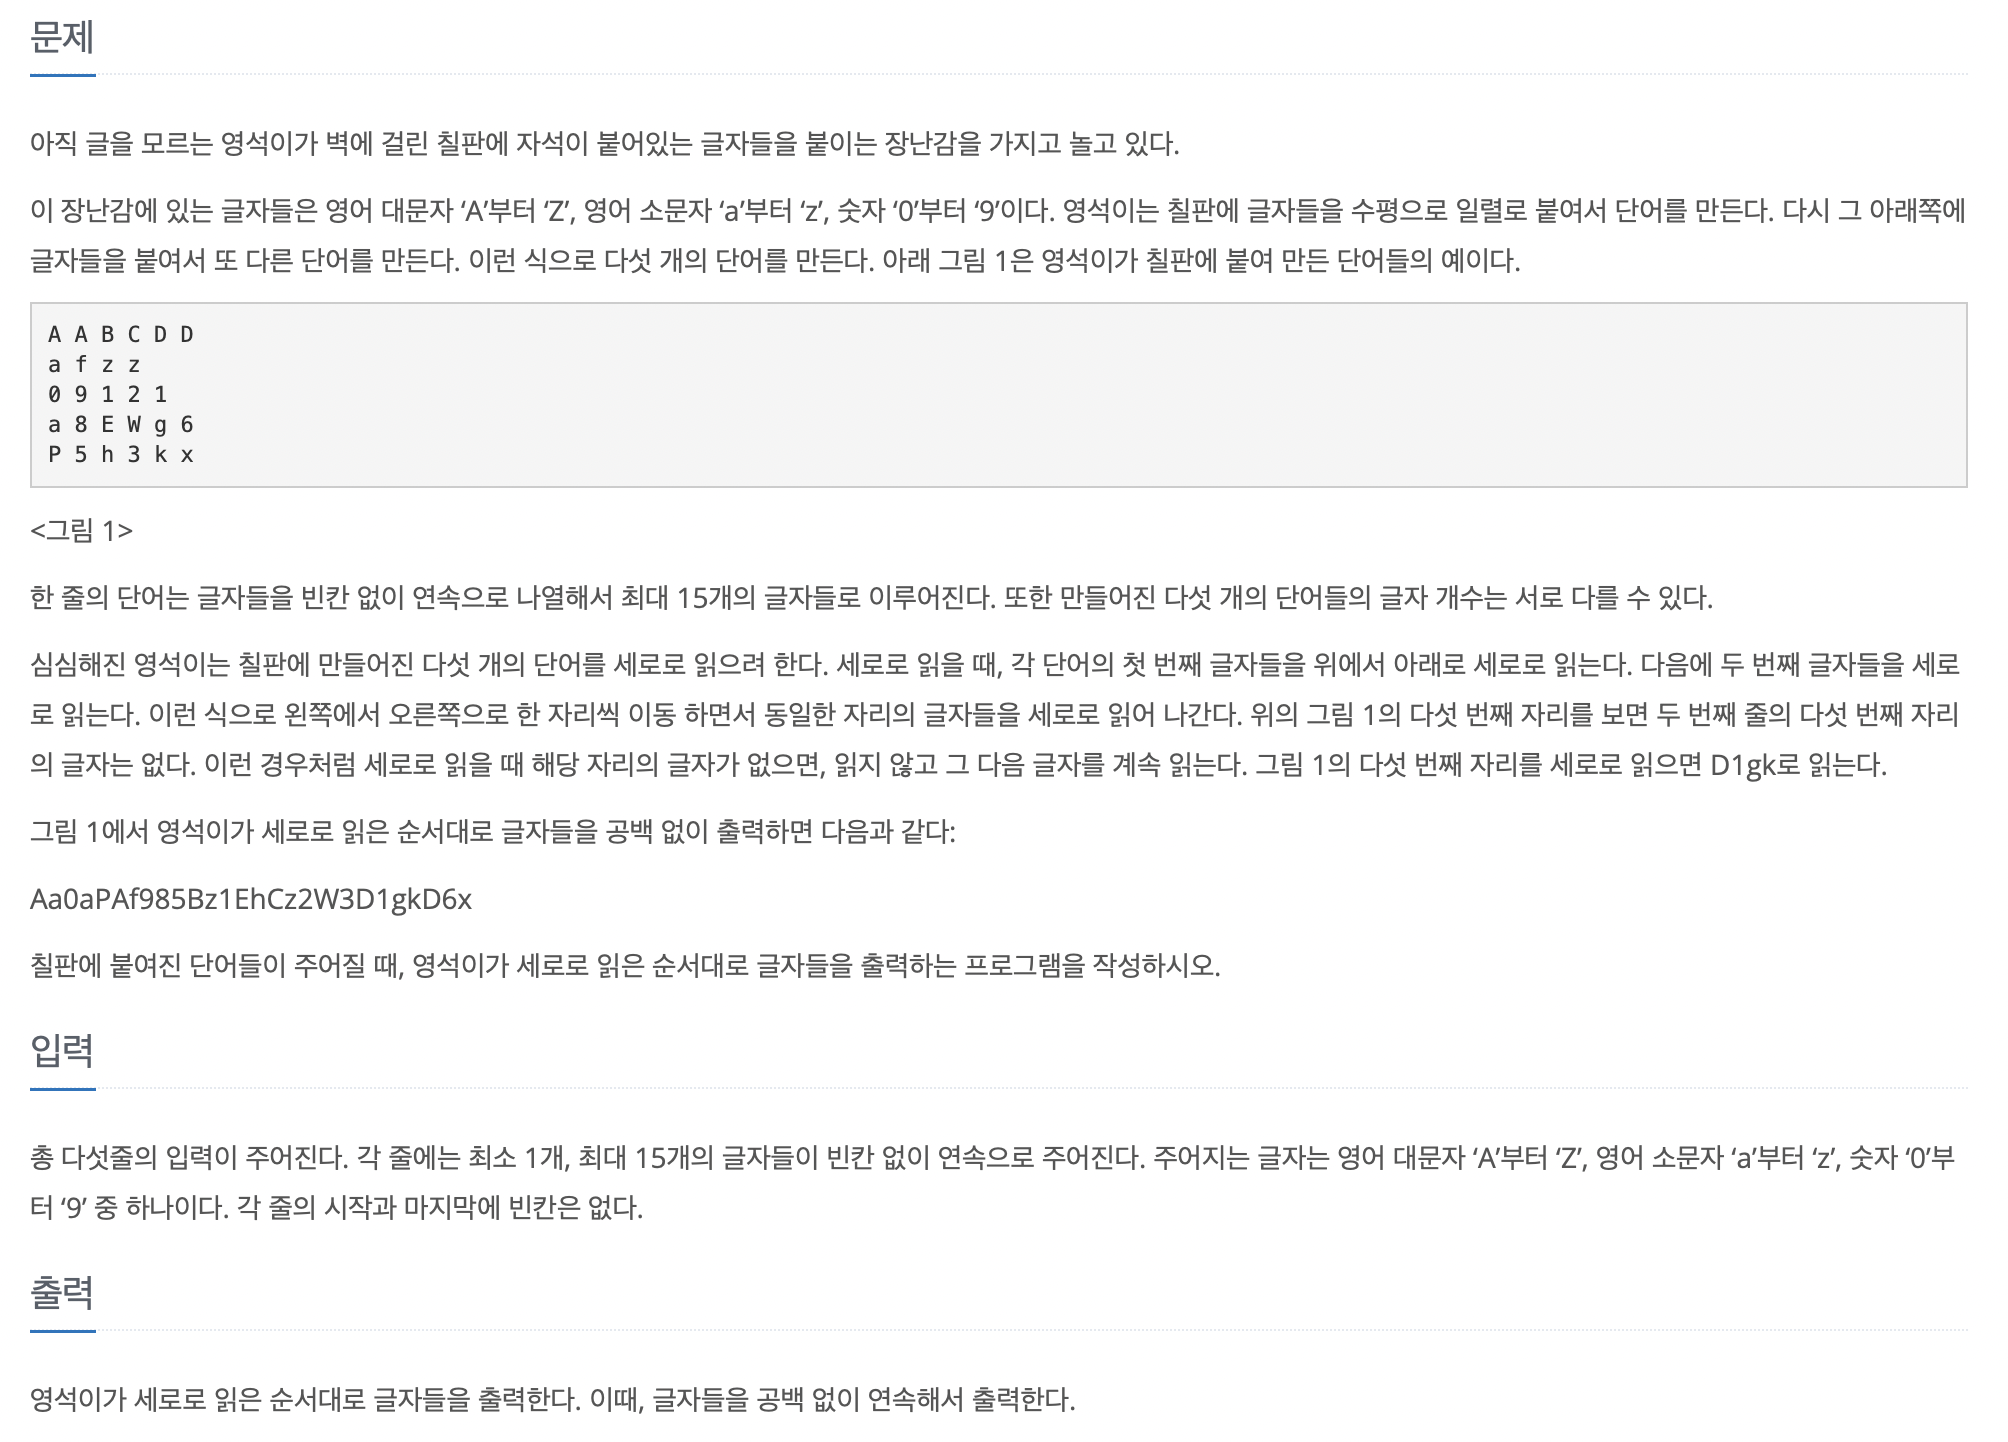 문제
아직 글을 모르는 영석이가 벽에 걸린 칠판에 자석이 붙어있는 글자들을 붙이는 장난감을 가지고 놀고 있다.
이 장난감에 있는 글자들은 영어 대문자 ‘A’부터 ‘Z’, 영어 소문자 ‘a’부터 ‘z’, 숫자 ‘0’부터 ‘9’이다. 영석이는 칠판에 글자들을 수평으로 일렬로 붙여서 단어를 만든다. 다시 그 아래쪽에
글자들을 붙여서 또 다른 단어를 만든다. 이런 식으로 다섯 개의 단어를 만든다. 아래 그림 1은 영석이가 칠판에 붙여 만든 단어들의 예이다.
A A B C D D
a f z z
0 9 1 2 1
a 8 E W g 6
P 5 h 3 k x
<그림 1>
한 줄의 단어는 글자들을 빈칸 없이 연속으로 나열해서 최대 15개의 글자들로 이루어진다. 또한 만들어진 다섯 개의 단어들의 글자 개수는 서로 다를 수 있다.
심심해진 영석이는 칠판에 만들어진 다섯 개의 단어를 세로로 읽으려 한다. 세로로 읽을 때, 각 단어의 첫 번째 글자들을 위에서 아래로 세로로 읽는다. 다음에 두 번째 글자들을 세로
로 읽는다. 이런 식으로 왼쪽에서 오른쪽으로 한 자리씩 이동 하면서 동일한 자리의 글자들을 세로로 읽어 나간다. 위의 그림 1의 다섯 번째 자리를 보면 두 번째 줄의 다섯 번째 자리
의 글자는 없다. 이런 경우처럼 세로로 읽을 때 해당 자리의 글자가 없으면, 읽지 않고 그 다음 글자를 계속 읽는다. 그림 1의 다섯 번째 자리를 세로로 읽으면 D1gk로 읽는다.
그림 1에서 영석이가 세로로 읽은 순서대로 글자들을 공백 없이 출력하면 다음과 같다:
Aa0aPAf985Bz1EhCz2W3D1gkD6x
칠판에 붙여진 단어들이 주어질 때, 영석이가 세로로 읽은 순서대로 글자들을 출력하는 프로그램을 작성하시오.
입력
총 다섯줄의 입력이 주어진다. 각 줄에는 최소 1개, 최대 15개의 글자들이 빈칸 없이 연속으로 주어진다. 주어지는 글자는 영어 대문자 ‘A’부터 ‘Z’, 영어 소문자 ‘a’부터 ‘z’, 숫자 ‘0’부
터 ‘9’ 중 하나이다. 각 줄의 시작과 마지막에 빈칸은 없다.
출력
영석이가 세로로 읽은 순서대로 글자들을 출력한다. 이때, 글자들을 공백 없이 연속해서 출력한다.